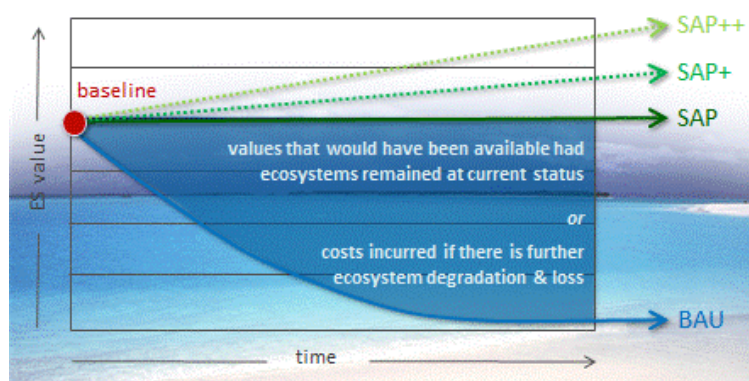 SAP++
SAP+
baseline
SAP
values that would have been available had
ecosystems remained at current status
or
costs incurred if there is further
ecosystem degradation & loss
BAU
ES value
time